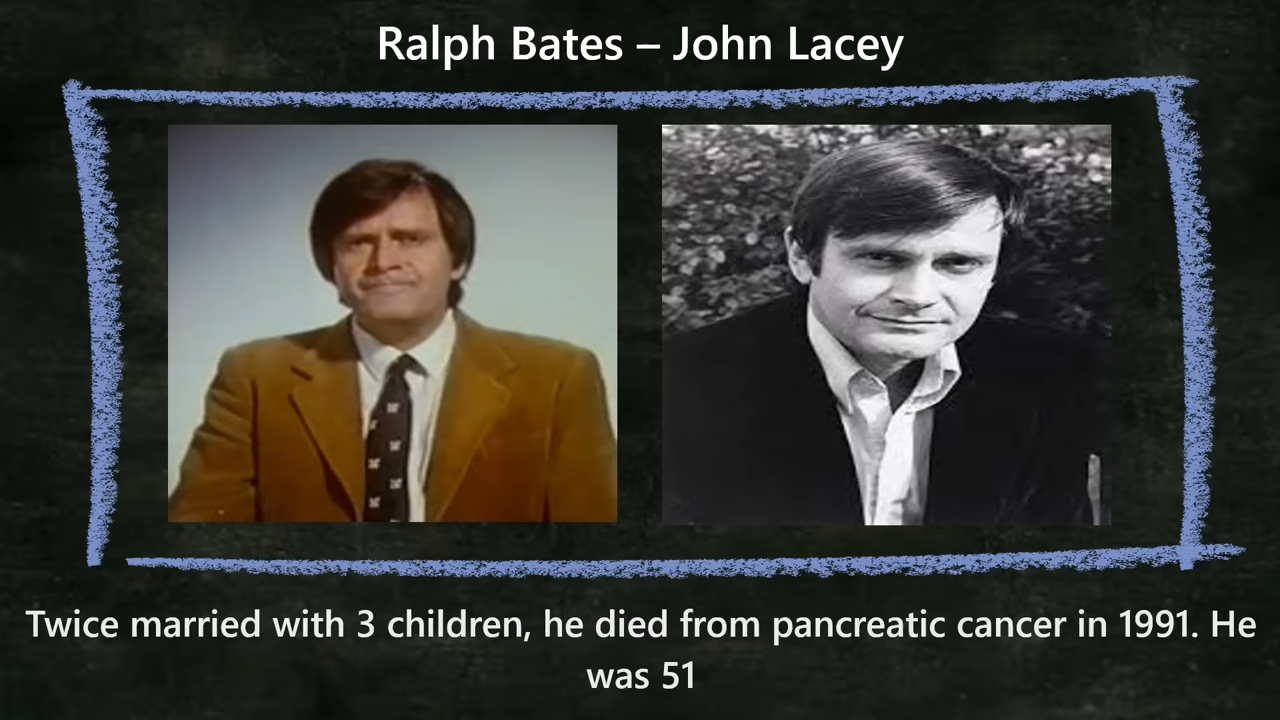 Ralph Bates – John Lacey
Twice married with 3 children, he died from pancreatic cancer in 1991. He
was 51